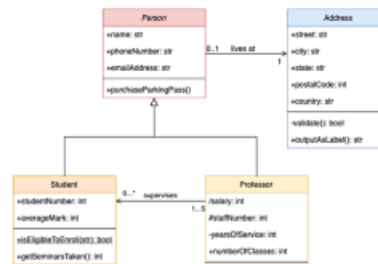 Person
+name: str
+phoneNumber: str
+emailAddress: str
+purchaseParkingPass()
0..1 lives at
1
Address
+street: str
+city: str
+state: str
+postalCode: int
+country: str
-validate(): bool
+outputAsLabel(): str
Student
+studentNumber: int
+averageMark: int
+isEligibleToEnroll(str): bool
+getSeminarsTaken(): int
0..* supervises
1..5
Professor
/salary: int
#staffNumber: int
-yearsOfService: int
+numberOfClasses: int